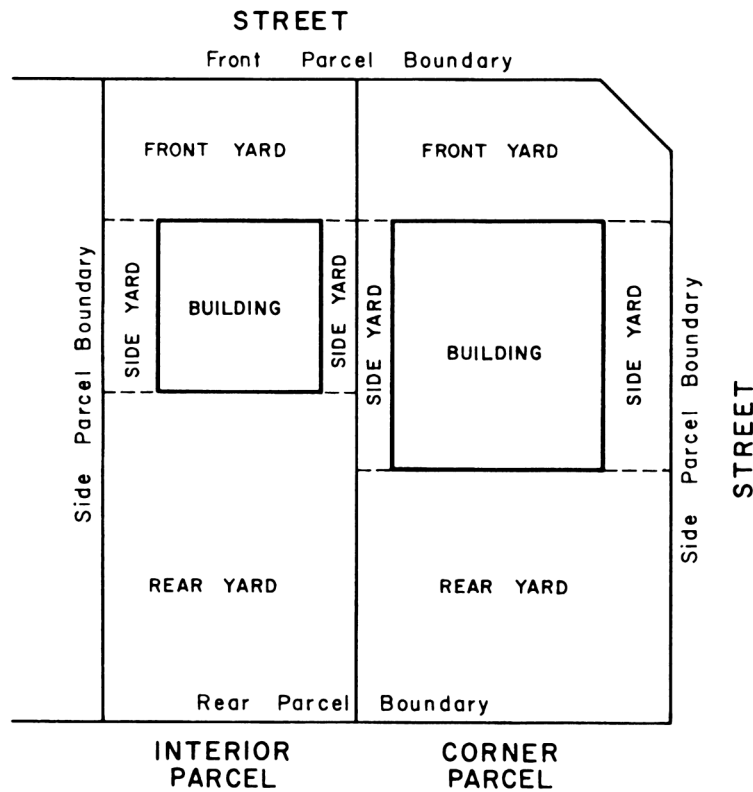 STREET
Front Parcel Boundary
FRONT YARD
FRONT YARD
Side Parcel Boundary
SIDE YARD
BUILDING
SIDE YARD
SIDE YARD
BUILDING
SIDE YARD
Side Parcel Boundary
STREET
REAR YARD
REAR YARD
Rear Parcel Boundary
INTERIOR
PARCEL
CORNER
PARCEL